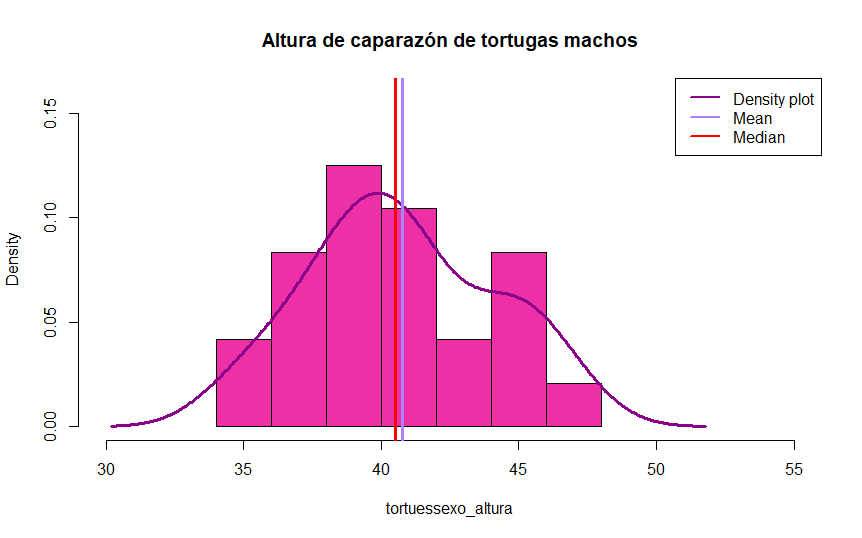 Altura de caparazón de tortugas machos
Density plot
Mean
Median
Density
0.15
0.10
0.05
0.00
30 35 40 45 50 55
tortuessexo_altura